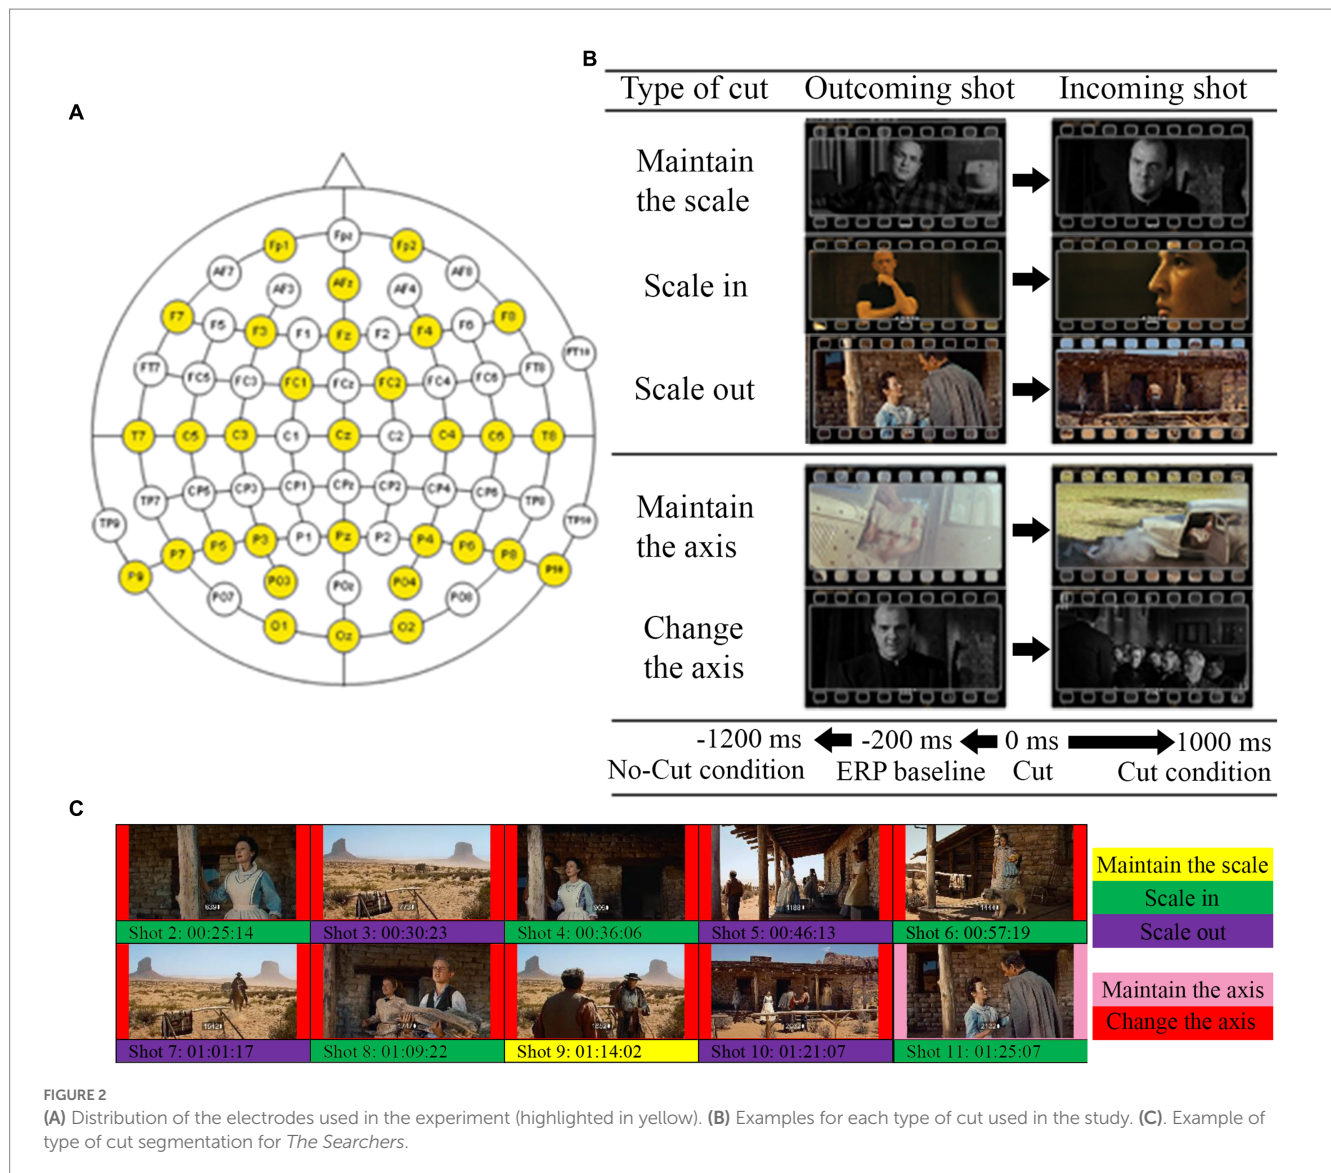 A
Fp1 Fpz Fp2
AF7 AF3 AFz AF4 AF8
F7 F5 F3 F1 Fz F2 F4 F6 F8
FT7 FC5 FC3 FC1 FCz FC2 FC4 FC6 FT8 FT10
T7 C5 C3 C1 Cz C2 C4 C6 T8
TP9 TP7 CP5 CP3 CP1 CPz CP2 CP4 CP6 TP8 TP10
P9 P7 P5 P3 P1 Pz P2 P4 P6 P8 P10
PO7 PO3 POz PO4 PO8
O1 Oz O2
B
Type of cut Outcoming shot Incoming shot
Maintain
the scale
Scale in
Scale out
Maintain
the axis
Change
the axis
-1200 ms -200 ms 0 ms 1000 ms
No-Cut condition ERP baseline Cut Cut condition
C
639 773 906 1188 1444
Shot 2: 00:25:14 Shot 3: 00:30:23 Shot 4: 00:36:06 Shot 5: 00:46:13 Shot 6: 00:57:19
1542 1747 2122
Shot 7: 01:01:17 Shot 8: 01:09:22 Shot 9: 01:14:02 Shot 10: 01:21:07 Shot 11: 01:25:07
Maintain the scale
Scale in
Scale out
Maintain the axis
Change the axis
FIGURE 2
(A) Distribution of the electrodes used in the experiment (highlighted in yellow). (B) Examples for each type of cut used in the study. (C). Example of
type of cut segmentation for The Searchers.